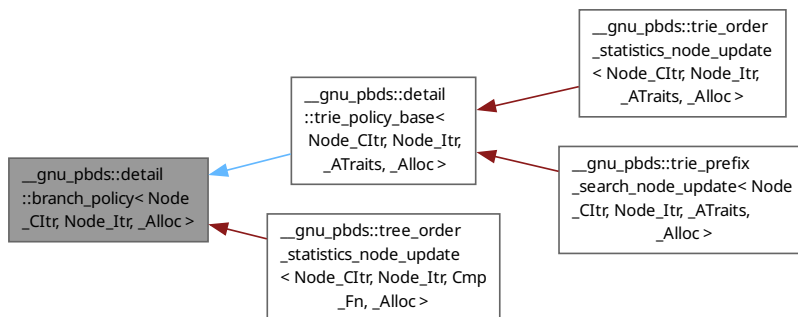 __gnu_pbds::detail
::branch_policy< Node
_CItr, Node_Itr, _Alloc >
__gnu_pbds::detail
::trie_policy_base<
Node_CItr, Node_Itr,
_ATraits, _Alloc >
__gnu_pbds::tree_order
_statistics_node_update
< Node_CItr, Node_Itr, Cmp
_Fn, _Alloc >
__gnu_pbds::trie_order
_statistics_node_update
< Node_CItr, Node_Itr,
_ATraits, _Alloc >
__gnu_pbds::trie_prefix
_search_node_update< Node
_CItr, Node_Itr, _ATraits,
_Alloc >